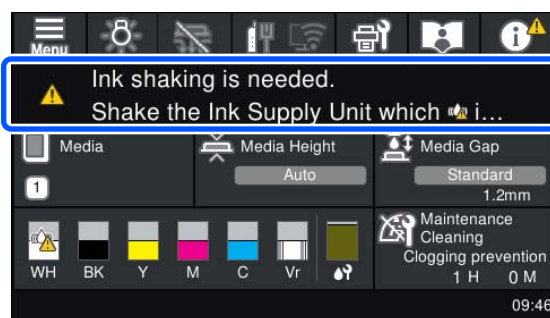 Menu
Ink shaking is needed.
Shake the Ink Supply Unit which i...
Media
1
Media Height
Auto
Media Gap
Standard
1.2mm
WH BK Y M C Vr
Maintenance
Cleaning
Clogging prevention
1 H 0 M
09:46